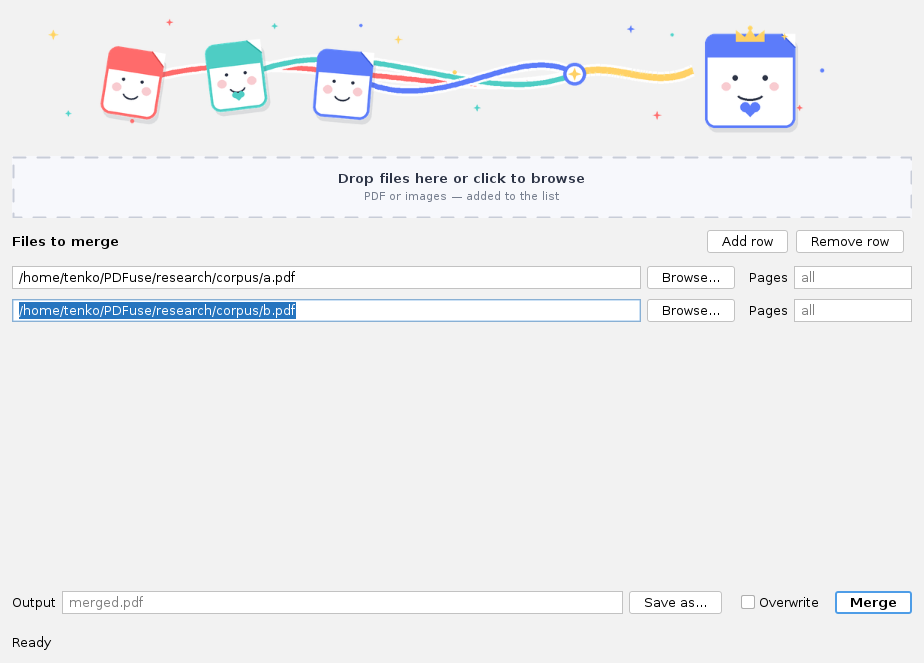 Drop files here or click to browse
PDF or images — added to the list
Files to merge Add row Remove row
/home/tenko/PDFuse/research/corpus/a.pdf Browse... Pages all
/home/tenko/PDFuse/research/corpus/b.pdf Browse... Pages all
Output merged.pdf Save as... Overwrite Merge
Ready